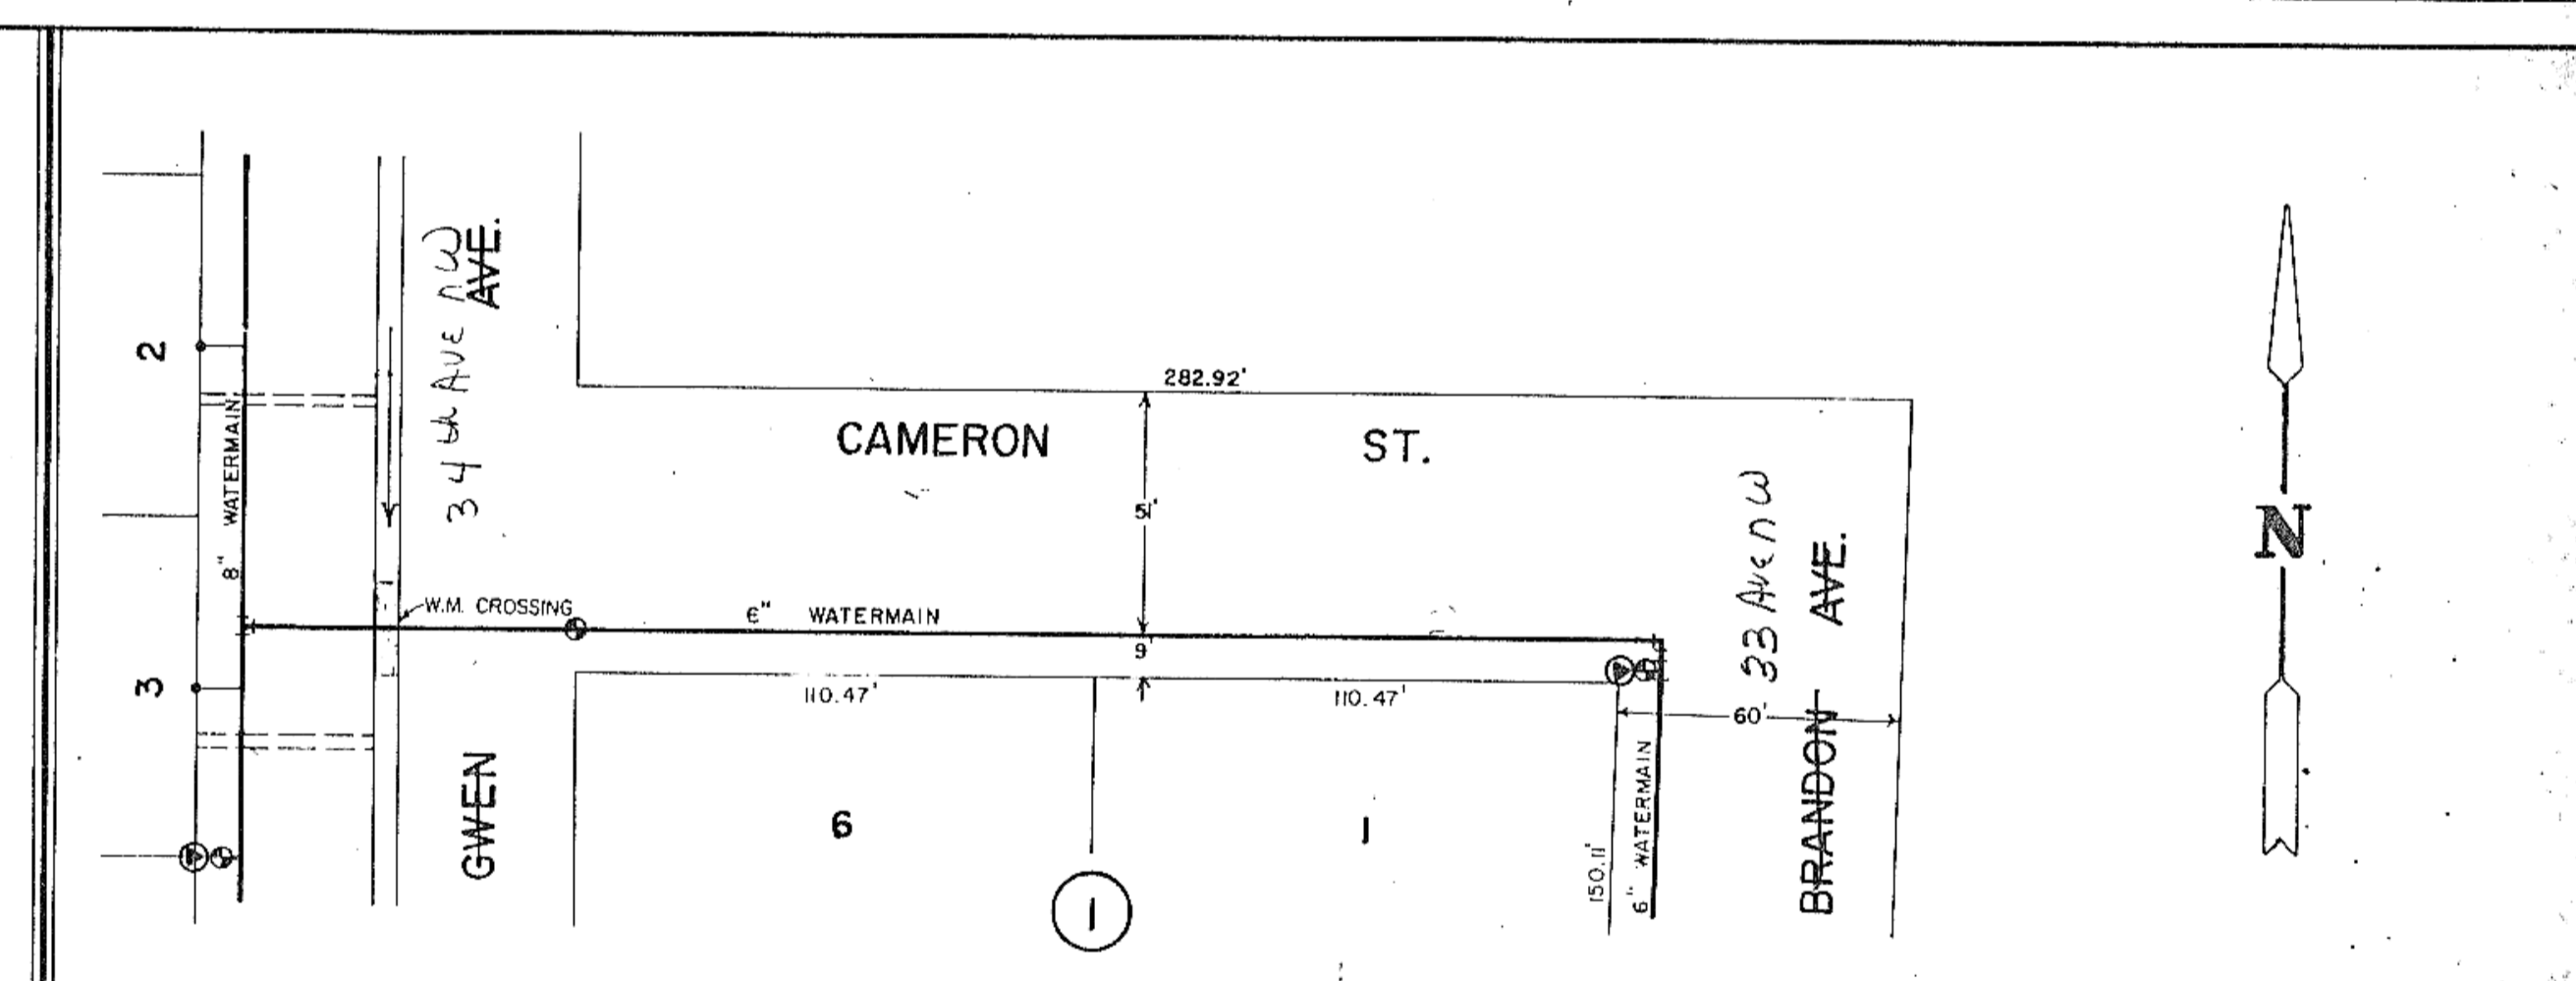 2
3
8" WATERMAIN
34th AVE NW
GWEN AVE.
282.92'
CAMERON ST.
51'
W.M. CROSSING
6" WATERMAIN
9'
110.47'
110.47'
6
1
1
150.11'
6" WATERMAIN
60'
33 AVE NW
BRANDON AVE.
N